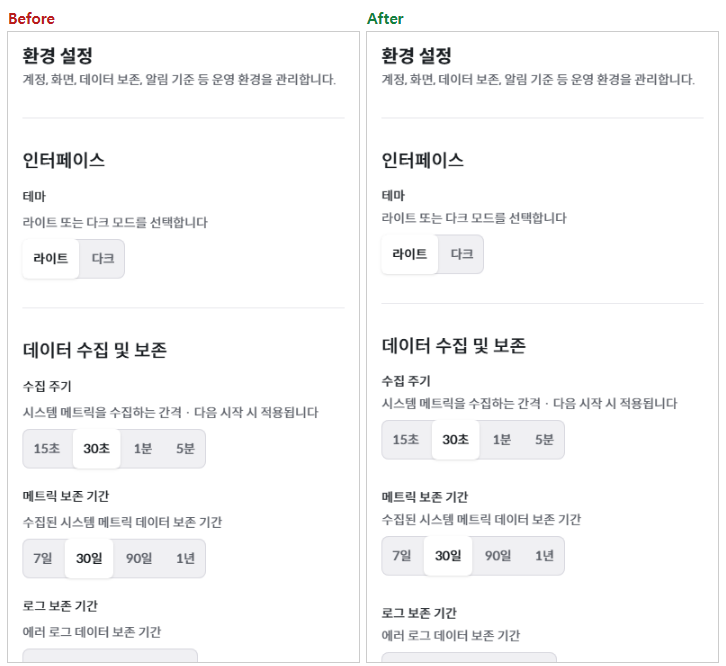 Before
환경 설정
계정, 화면, 데이터 보존, 알림 기준 등 운영 환경을 관리합니다.
인터페이스
테마
라이트 또는 다크 모드를 선택합니다
라이트 다크
데이터 수집 및 보존
수집 주기
시스템 메트릭을 수집하는 간격 · 다음 시작 시 적용됩니다
15초 30초 1분 5분
메트릭 보존 기간
수집된 시스템 메트릭 데이터 보존 기간
7일 30일 90일 1년
로그 보존 기간
에러 로그 데이터 보존 기간
After
환경 설정
계정, 화면, 데이터 보존, 알림 기준 등 운영 환경을 관리합니다.
인터페이스
테마
라이트 또는 다크 모드를 선택합니다
라이트 다크
데이터 수집 및 보존
수집 주기
시스템 메트릭을 수집하는 간격 · 다음 시작 시 적용됩니다
15초 30초 1분 5분
메트릭 보존 기간
수집된 시스템 메트릭 데이터 보존 기간
7일 30일 90일 1년
로그 보존 기간
에러 로그 데이터 보존 기간